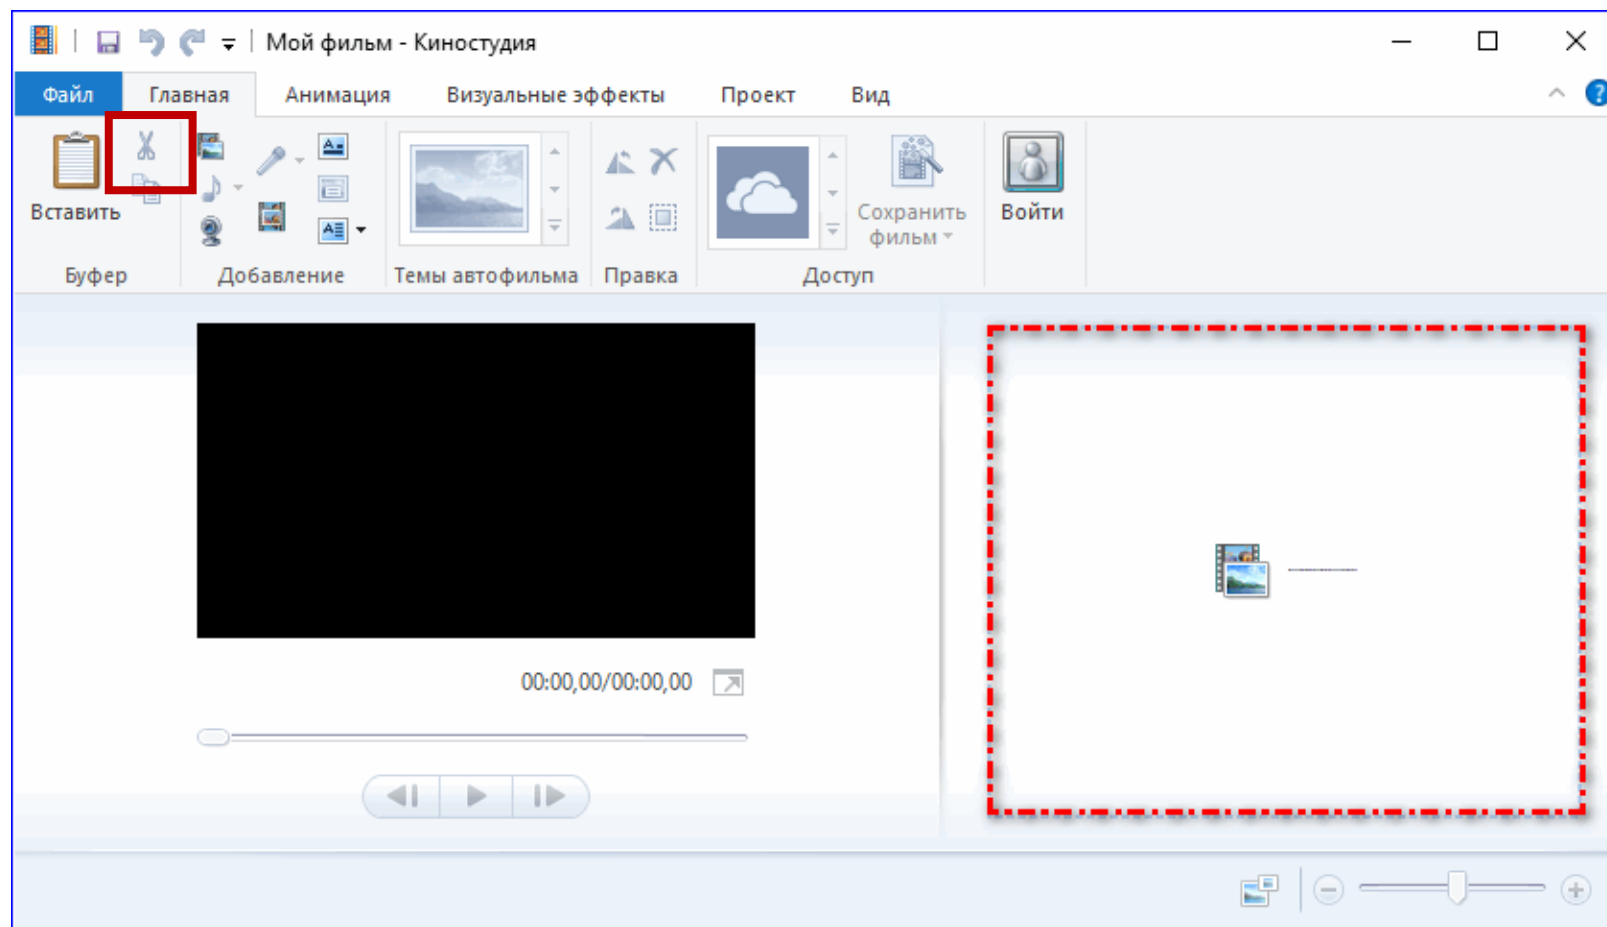 Мой фильм - Киностудия
Файл Главная Анимация Визуальные эффекты Проект Вид
Вставить
Сохранить фильм
Войти
Буфер Добавление Темы автофильма Правка Доступ
00:00,00/00:00,00